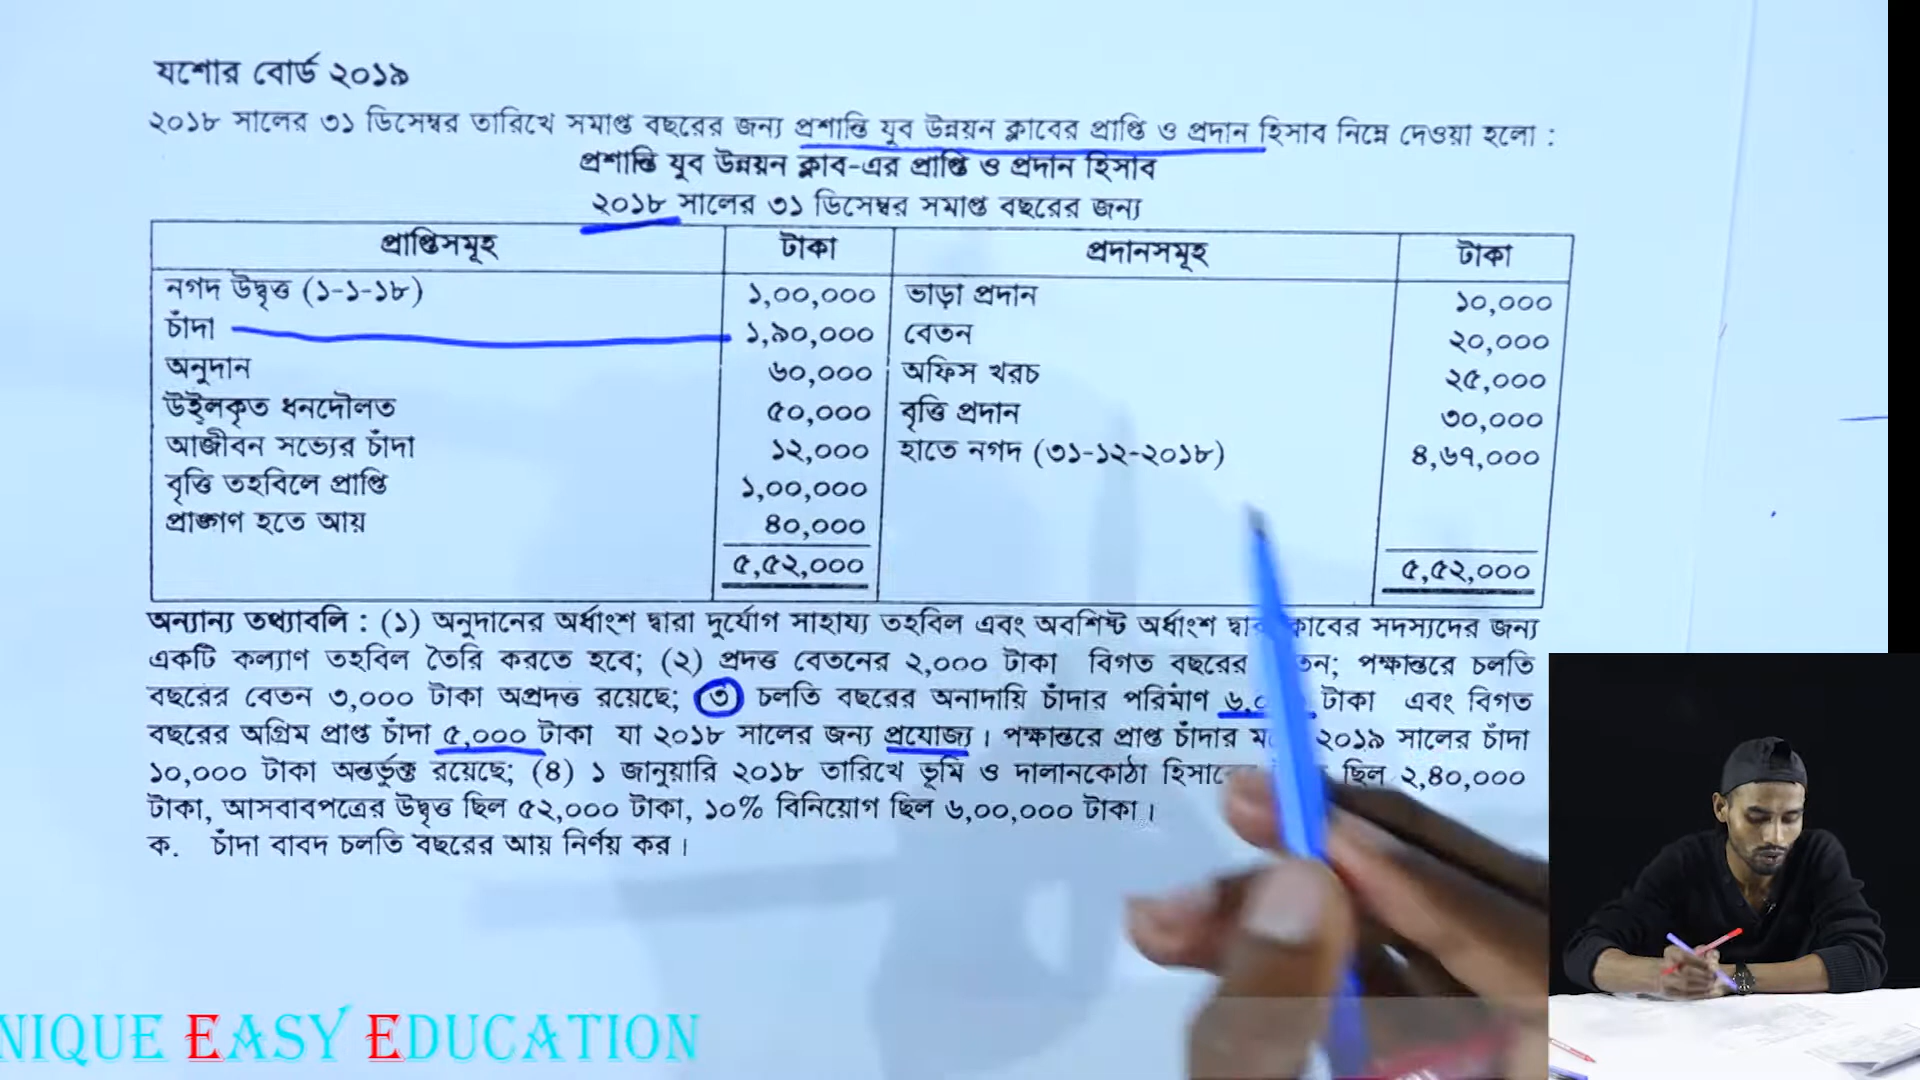 যশোর বোর্ড ২০১৯
২০১৮ সালের ৩১ ডিসেম্বর তারিখে সমাপ্ত বছরের জন্য প্রশান্তি যুব উন্নয়ন ক্লাবের প্রাপ্তি ও প্রদান হিসাব নিম্নে দেওয়া হলো :
প্রশান্তি যুব উন্নয়ন ক্লাব-এর প্রাপ্তি ও প্রদান হিসাব
২০১৮ সালের ৩১ ডিসেম্বর সমাপ্ত বছরের জন্য
প্রাপ্তিসমূহ টাকা প্রদানসমূহ টাকা
নগদ উদ্বৃত্ত (১-১-১৮) ১,০০,০০০ ভাড়া প্রদান ১০,০০০
চাঁদা ১,৯০,০০০ বেতন ২০,০০০
অনুদান ৬০,০০০ অফিস খরচ ২৫,০০০
উইলকৃত ধনদৌলত ৫০,০০০ বৃত্তি প্রদান ৩০,০০০
আজীবন সভ্যের চাঁদা ১২,০০০ হাতে নগদ (৩১-১২-২০১৮) ৪,৬৭,০০০
বৃত্তি তহবিলে প্রাপ্তি ১,০০,০০০
প্রাঙ্গণ হতে আয় ৪০,০০০
৫,৫২,০০০ ৫,৫২,০০০
অন্যান্য তথ্যাবলি : (১) অনুদানের অর্ধাংশ দ্বারা দুর্যোগ সাহায্য তহবিল এবং অবশিষ্ট অর্ধাংশ সদস্যদের জন্য
একটি কল্যাণ তহবিল তৈরি করতে হবে; (২) প্রদত্ত বেতনের ২,০০০ টাকা বিগত বছরের পক্ষান্তরে চলতি
বছরের বেতন ৩,০০০ টাকা অপ্রদত্ত রয়েছে; ৩ চলতি বছরের অনাদায়ি চাঁদার পরিমাণ টাকা এবং বিগত
বছরের অগ্রিম প্রাপ্ত চাঁদা ৫,০০০ টাকা যা ২০১৮ সালের জন্য প্রযোজ্য। পক্ষান্তরে প্রাপ্ত চাঁদার ২০১৯ সালের চাঁদা
১০,০০০ টাকা অন্তর্ভুক্ত রয়েছে; (৪) ১ জানুয়ারি ২০১৮ তারিখে ভূমি ও দালানকোঠা ছিল ২,৪০,০০০
টাকা, আসবাবপত্রের উদ্বৃত্ত ছিল ৫২,০০০ টাকা, ১০% বিনিয়োগ ছিল ৬,০০,০০০ টাকা।
ক. চাঁদা বাবদ চলতি বছরের আয় নির্ণয় কর।
NIQUE EASY EDUCATION